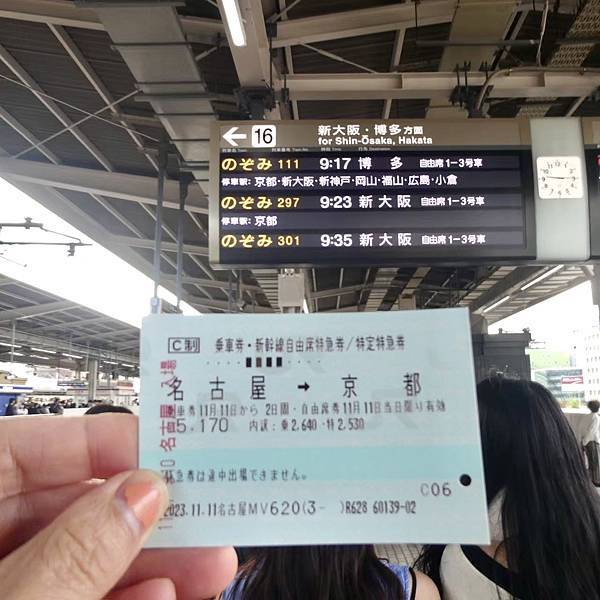 16
新大阪・博多方面
for Shin-Ōsaka, Hakata
のぞみ 111 9:17 博多 自由席1−3号車
停車駅:京都・新大阪・新神戸・岡山・福山・広島・小倉
のぞみ 297 9:23 新大阪 自由席1−3号車
停車駅:京都
のぞみ 301 9:35 新大阪 自由席1−3号車
C制 乗車券・新幹線自由席特急券/特定特急券
名古屋 → 京都
乗車券11月11日から 2日間・自由席券11月11日当日限り有効
5,170 内訳:乗2,640・特2,530
特急券は途中出場できません。
C06
2023.11.11名古屋MV620(3- )R628 60139-02
名古屋 入場